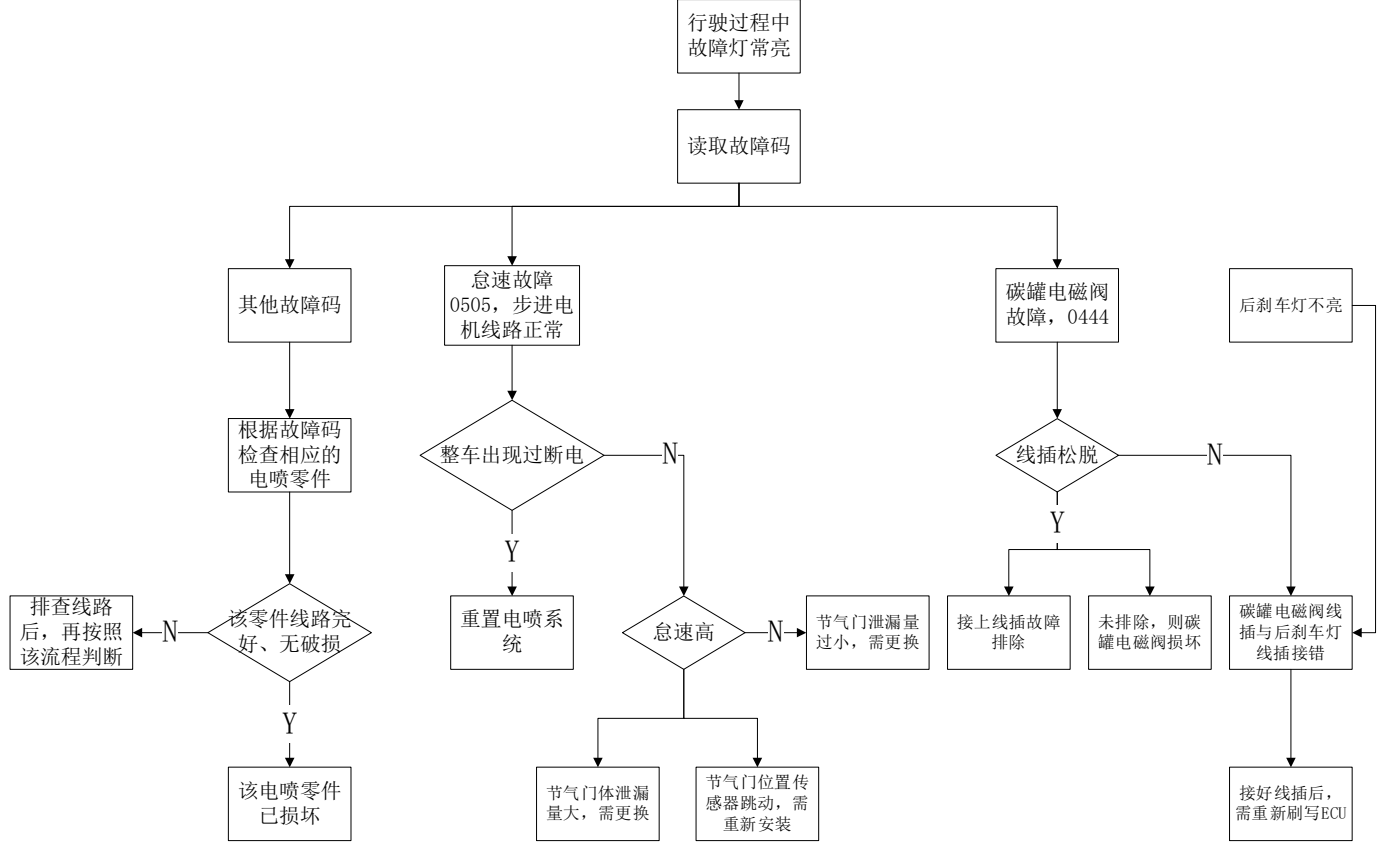 行驶过程中
故障灯常亮
读取故障码
其他故障码
怠速故障
0505，步进电
机线路正常
碳罐电磁阀
故障，0444
后刹车灯不亮
根据故障码
检查相应的
电喷零件
整车出现过断电
N
线插松脱
N
Y
Y
排查线路
后，再按照
该流程判断
N
该零件线路完
好、无破损
重置电喷系
统
怠速高
N
节气门泄漏量
过小，需更换
接上线插故障
排除
未排除，则碳
罐电磁阀损坏
碳罐电磁阀线
插与后刹车灯
线插接错
Y
该电喷零件
已损坏
节气门体泄漏
量大，需更换
节气门位置传
感器跳动，需
重新安装
接好线插后，
需重新刷写ECU